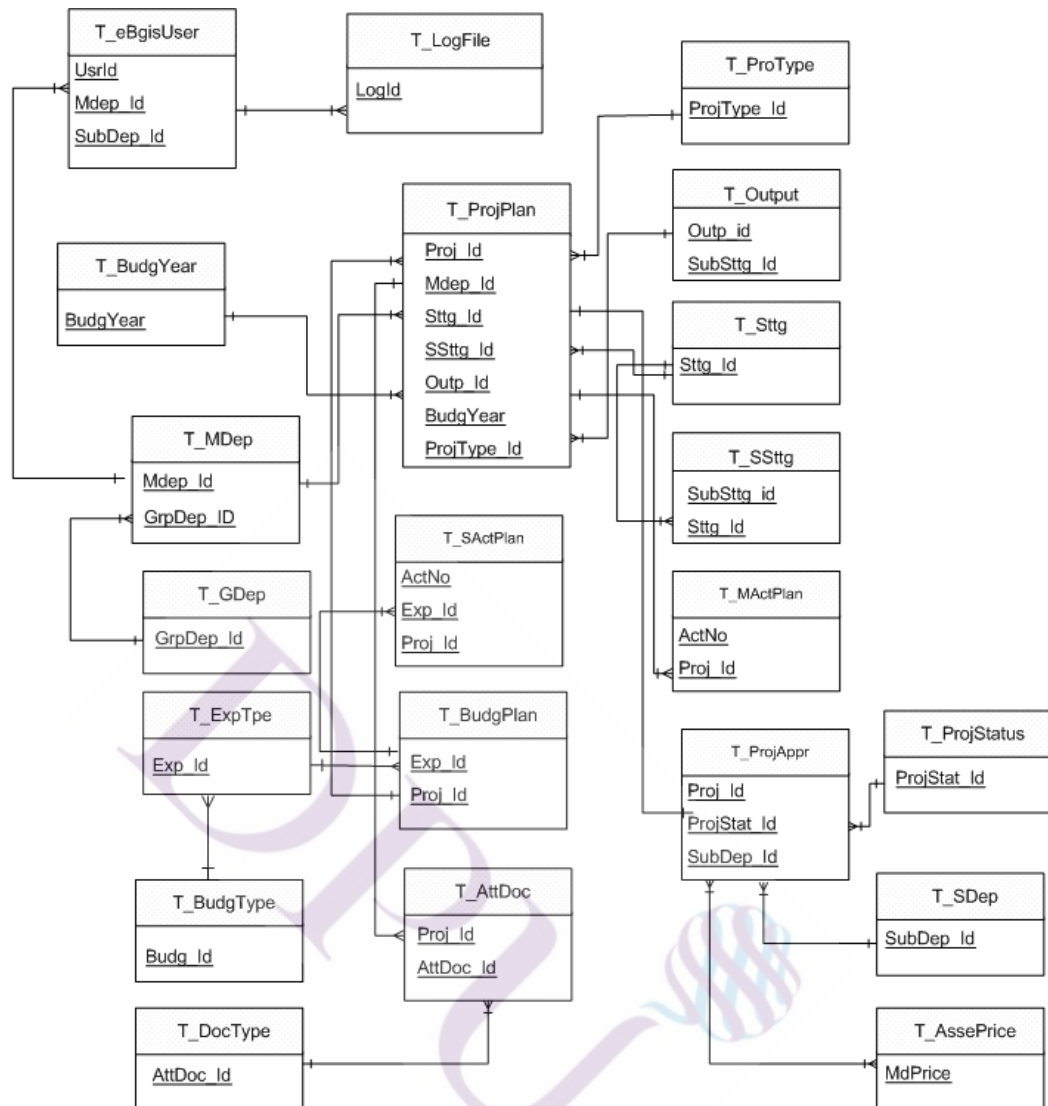 T_eBgisUser
UsrId
Mdep_Id
SubDep_Id
T_LogFile
LogId
T_ProType
ProjType_Id
T_ProjPlan
Proj_Id
Mdep_Id
Sttg_Id
SSttg_Id
Outp_Id
BudgYear
ProjType_Id
T_Output
Outp_id
SubSttg_Id
T_BudgYear
BudgYear
T_Sttg
Sttg_Id
T_MDep
Mdep_Id
GrpDep_ID
T_SSttg
SubSttg_id
Sttg_Id
T_SActPlan
ActNo
Exp_Id
Proj_Id
T_GDep
GrpDep_Id
T_MActPlan
ActNo
Proj_Id
T_ExpTpe
Exp_Id
T_BudgPlan
Exp_Id
Proj_Id
T_ProjAppr
Proj_Id
ProjStat_Id
SubDep_Id
T_ProjStatus
ProjStat_Id
T_BudgType
Budg_Id
T_AttDoc
Proj_Id
AttDoc_Id
T_SDep
SubDep_Id
T_DocType
AttDoc_Id
T_AssePrice
MdPrice
DPU